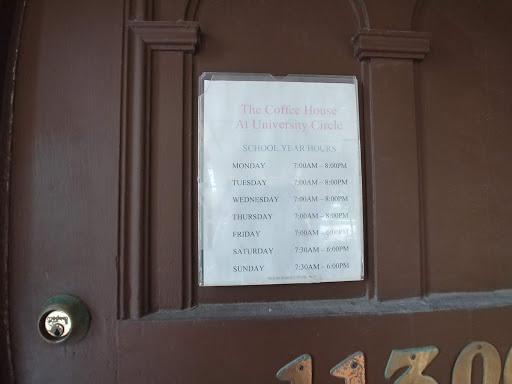 The Coffee House
At University Circle
SCHOOL YEAR HOURS
MONDAY 7:00AM – 8:00PM
TUESDAY 7:00AM – 8:00PM
WEDNESDAY 7:00AM – 8:00PM
THURSDAY 7:00AM – 8:00PM
FRIDAY 7:00AM – 6:00PM
SATURDAY 7:30AM – 6:00PM
SUNDAY 7:30AM – 6:00PM